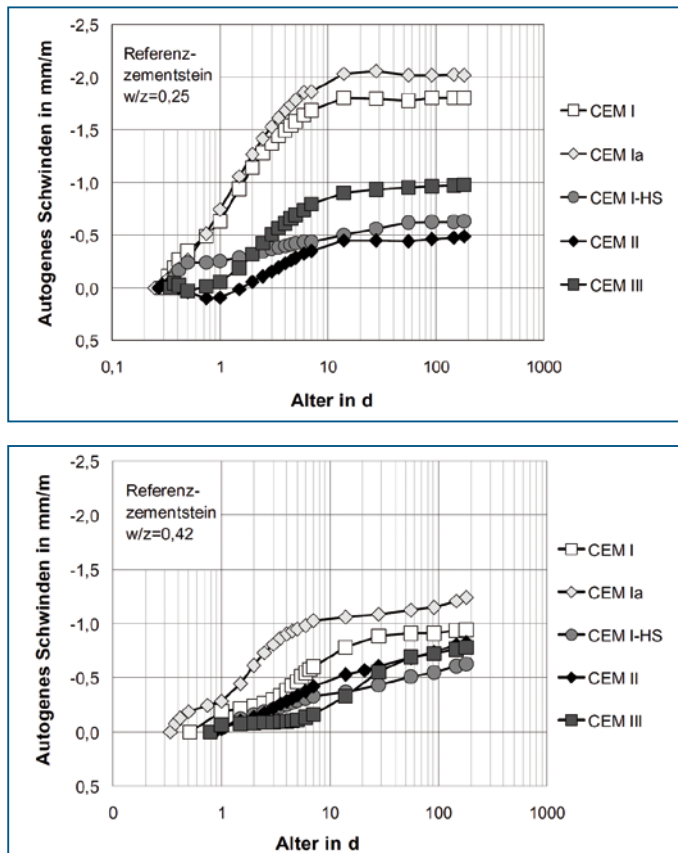 Autogenes Schwinden in mm/m
-2,0
-1,5
-1,0
-0,5
0,0
0,5
Referenz-
zementstein
w/z=0,25
0,1
1
10
100
1000
Alter in d
CEM I
CEM Ia
CEM I-HS
CEM II
CEM III
Autogenes Schwinden in mm/m
-2,5
-2,0
-1,5
-1,0
-0,5
0,0
0,5
Referenz-
zementstein
w/z=0,42
0
1
10
100
1000
Alter in d
CEM I
CEM Ia
CEM I-HS
CEM II
CEM III